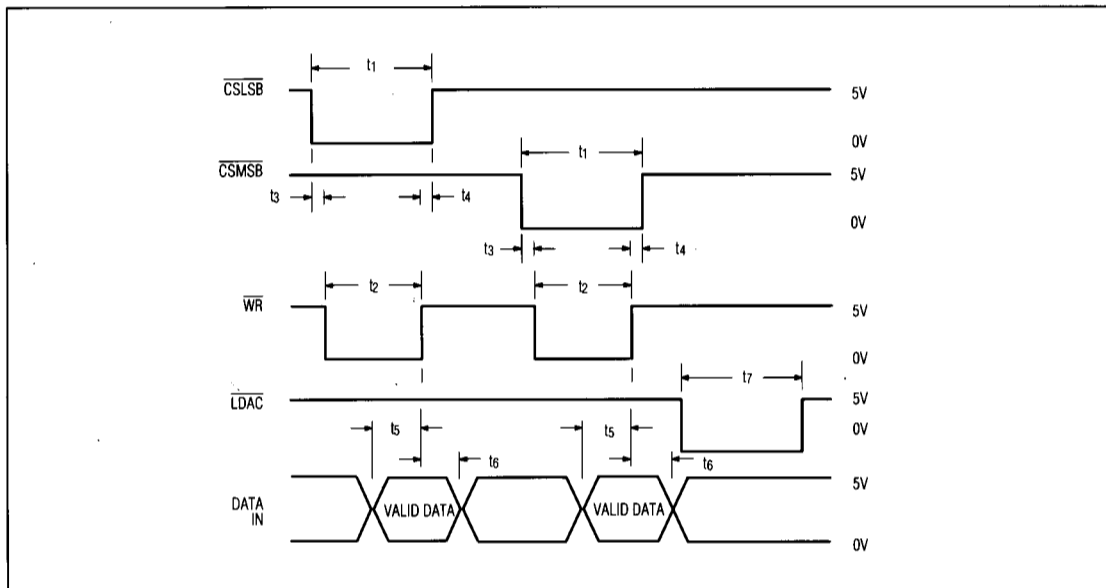 t1
CSLSB
5V
0V
t1
CSMSB
5V
t3
t4
0V
t3
t4
t2
t2
WR
5V
0V
t7
LDAC
5V
t5
t5
0V
t6
t6
5V
DATA IN
VALID DATA
VALID DATA
0V